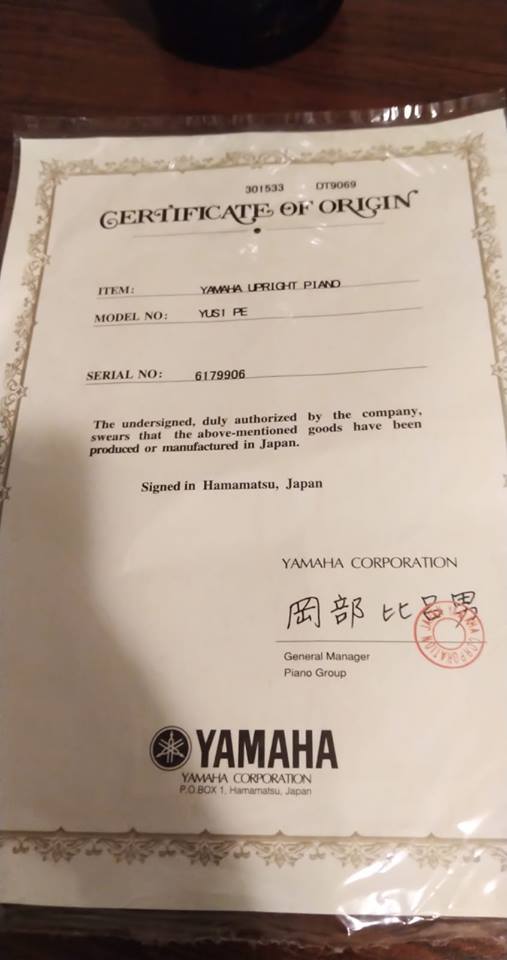 301533 DT9069
CERTIFICATE OF ORIGIN
ITEM: YAMAHA UPRIGHT PIANO
MODEL NO: YUS1 PE
SERIAL NO: 6179906
The undersigned, duly authorized by the company,
swears that the above-mentioned goods have been
produced or manufactured in Japan.
Signed in Hamamatsu, Japan
YAMAHA CORPORATION
岡部比呂男
General Manager
Piano Group
YAMAHA
YAMAHA CORPORATION
P.O.BOX 1, Hamamatsu, Japan